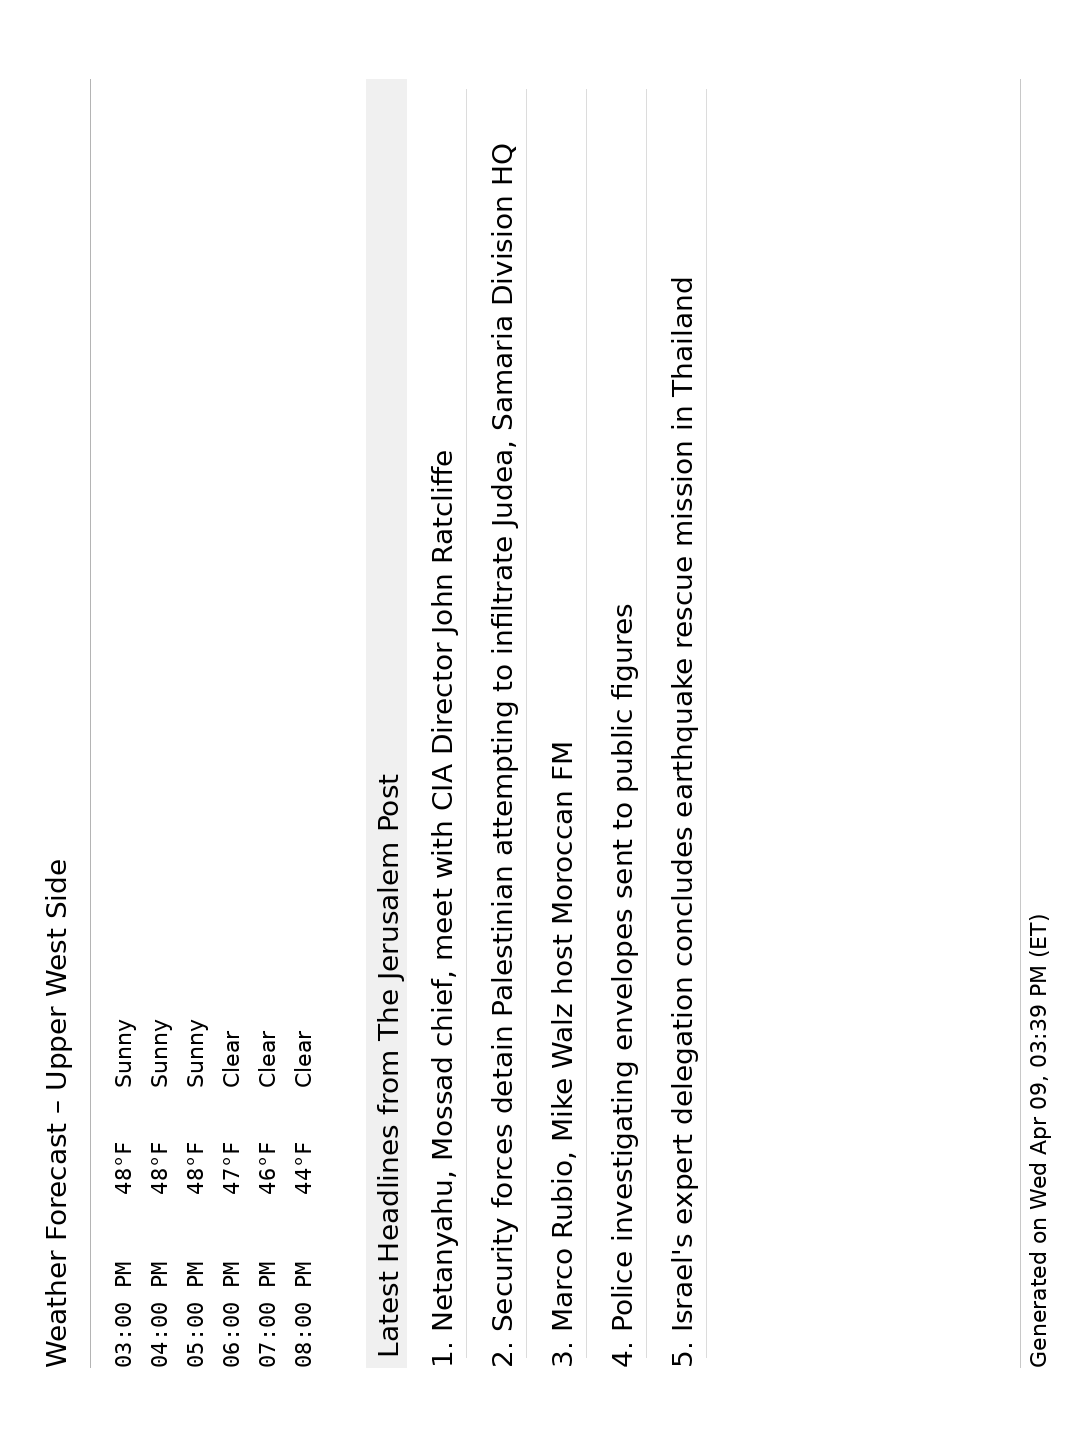 Weather Forecast – Upper West Side
03:00 PM 48°F Sunny
04:00 PM 48°F Sunny
05:00 PM 48°F Sunny
06:00 PM 47°F Clear
07:00 PM 46°F Clear
08:00 PM 44°F Clear
Latest Headlines from The Jerusalem Post
1. Netanyahu, Mossad chief, meet with CIA Director John Ratcliffe
2. Security forces detain Palestinian attempting to infiltrate Judea, Samaria Division HQ
3. Marco Rubio, Mike Walz host Moroccan FM
4. Police investigating envelopes sent to public figures
5. Israel's expert delegation concludes earthquake rescue mission in Thailand
Generated on Wed Apr 09, 03:39 PM (ET)